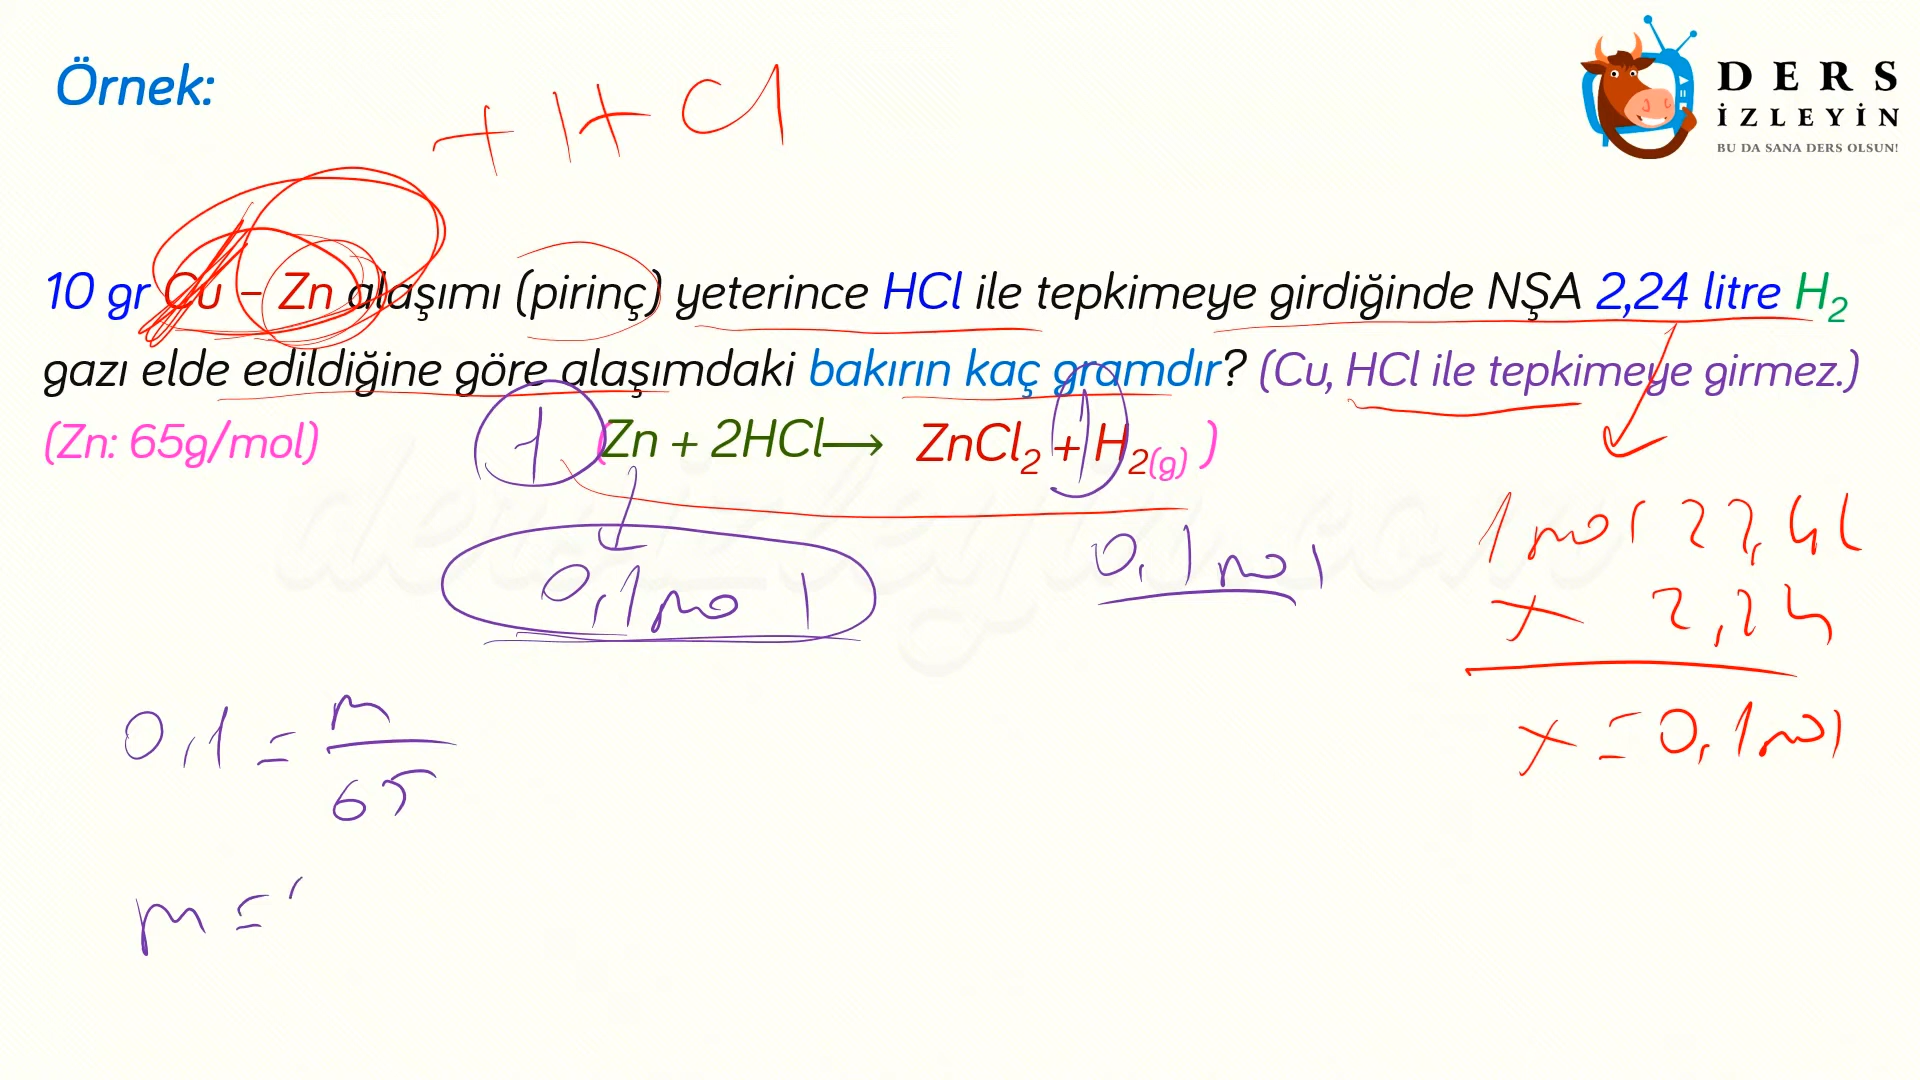 Örnek:
+ HCl
DERS
İZLEYİN
BU DA SANA DERS OLSUN!
10 gr Cu – Zn alaşımı (pirinç) yeterince HCl ile tepkimeye girdiğinde NŞA 2,24 litre H₂
gazı elde edildiğine göre alaşımdaki bakırın kaç gramdır? (Cu, HCl ile tepkimeye girmez.)
(Zn: 65g/mol) 1 (Zn + 2HCl → ZnCl₂ + H₂(g) ) 1
1 mol 22,4L
0,1 mol
0,1 mol
x 2,24
0,1 = m/65
x = 0,1 mol
m =